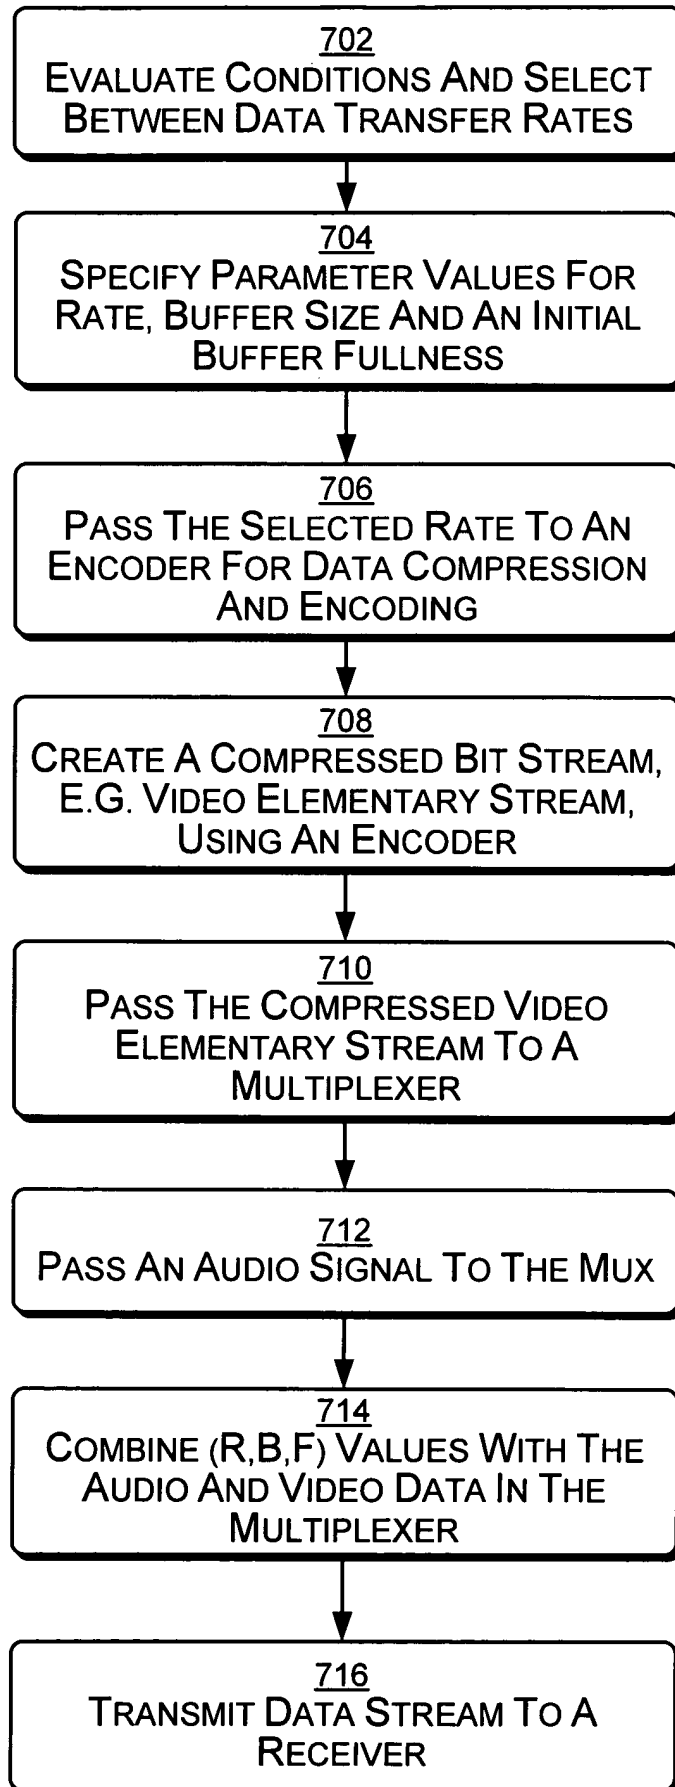 702
EVALUATE CONDITIONS AND SELECT
BETWEEN DATA TRANSFER RATES
704
SPECIFY PARAMETER VALUES FOR
RATE, BUFFER SIZE AND AN INITIAL
BUFFER FULLNESS
706
PASS THE SELECTED RATE TO AN
ENCODER FOR DATA COMPRESSION
AND ENCODING
708
CREATE A COMPRESSED BIT STREAM,
E.G. VIDEO ELEMENTARY STREAM,
USING AN ENCODER
710
PASS THE COMPRESSED VIDEO
ELEMENTARY STREAM TO A
MULTIPLEXER
712
PASS AN AUDIO SIGNAL TO THE MUX
714
COMBINE (R,B,F) VALUES WITH THE
AUDIO AND VIDEO DATA IN THE
MULTIPLEXER
716
TRANSMIT DATA STREAM TO A
RECEIVER